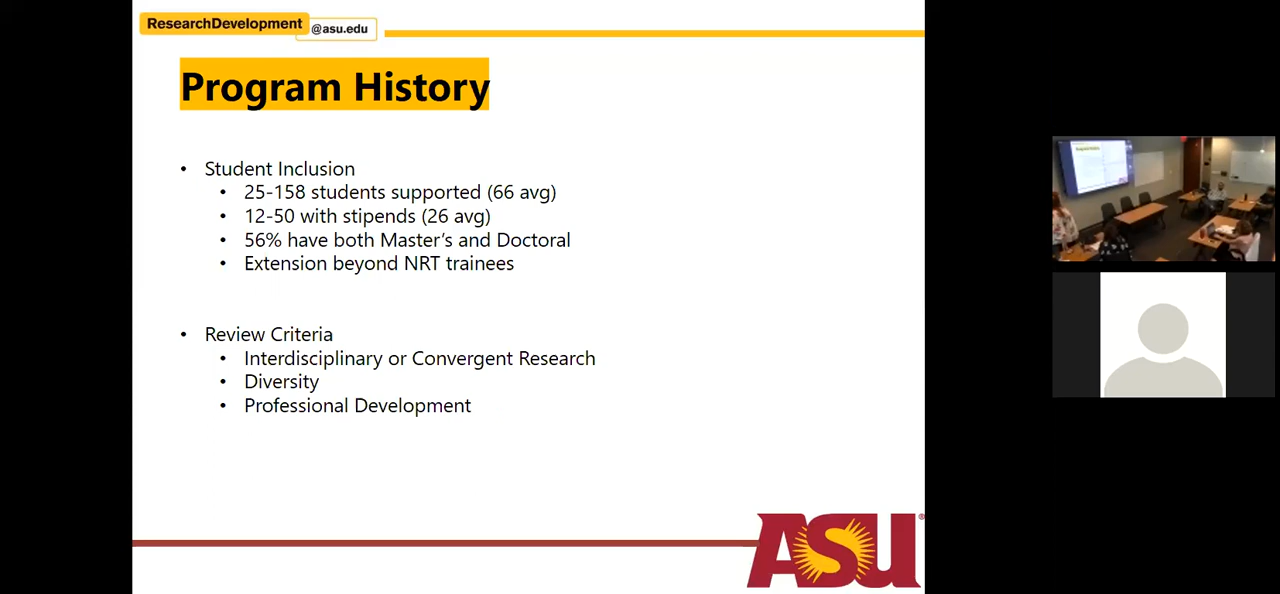 ResearchDevelopment
@asu.edu
Program History
• Student Inclusion
• 25-158 students supported (66 avg)
• 12-50 with stipends (26 avg)
• 56% have both Master’s and Doctoral
• Extension beyond NRT trainees
• Review Criteria
• Interdisciplinary or Convergent Research
• Diversity
• Professional Development
ASU®